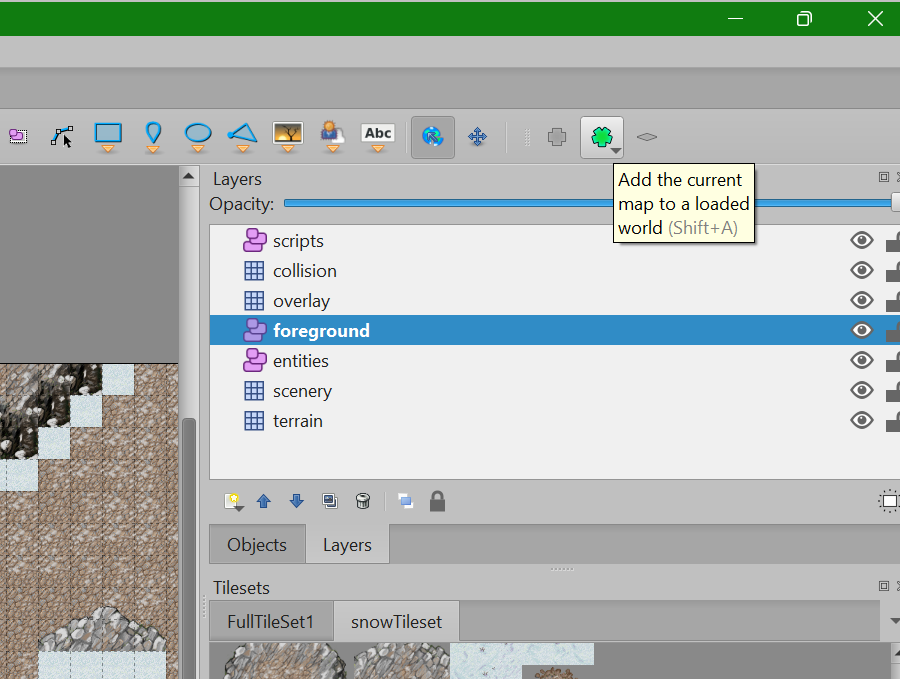 Abc
Layers
Opacity:
Add the current
map to a loaded
world (Shift+A)
scripts
collision
overlay
foreground
entities
scenery
terrain
Objects
Layers
Tilesets
FullTileSet1
snowTileset